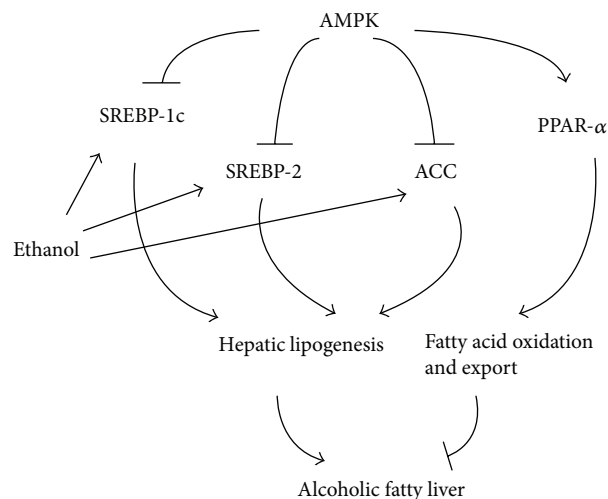 AMPK
SREBP-1c
PPAR-α
SREBP-2
ACC
Ethanol
Hepatic lipogenesis
Fatty acid oxidation
and export
Alcoholic fatty liver